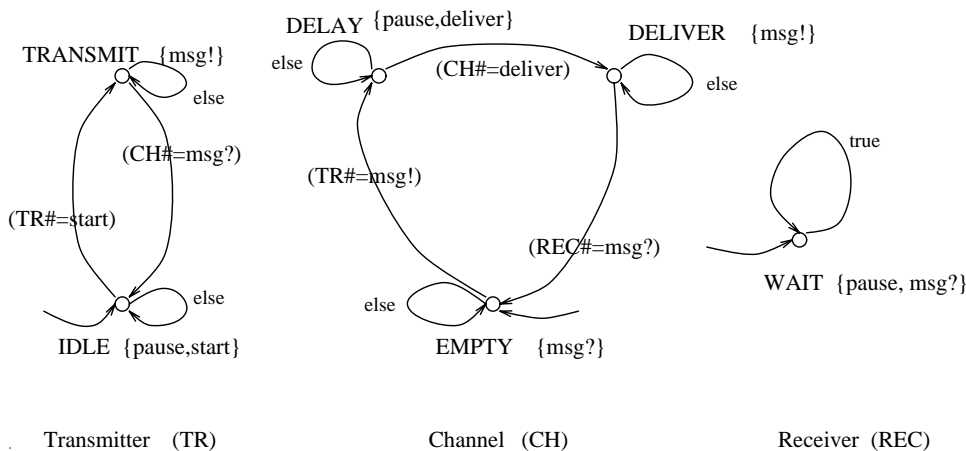 TRANSMIT {msg!}
else
(CH#=msg?)
(TR#=start)
else
IDLE {pause,start}
Transmitter (TR)
DELAY {pause,deliver}
else
(CH#=deliver)
DELIVER {msg!}
else
(TR#=msg!)
(REC#=msg?)
else
EMPTY {msg?}
Channel (CH)
true
WAIT {pause, msg?}
Receiver (REC)